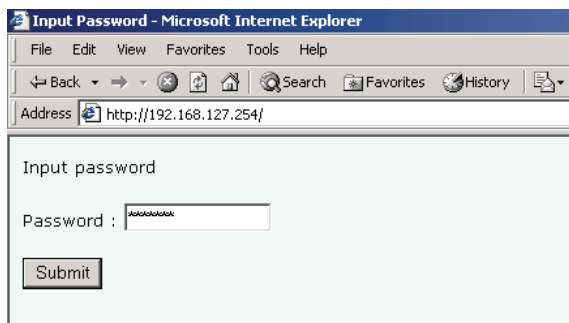 Input Password - Microsoft Internet Explorer
File Edit View Favorites Tools Help
Back Search Favorites History
Address http://192.168.127.254/
Input password
Password : ********
Submit